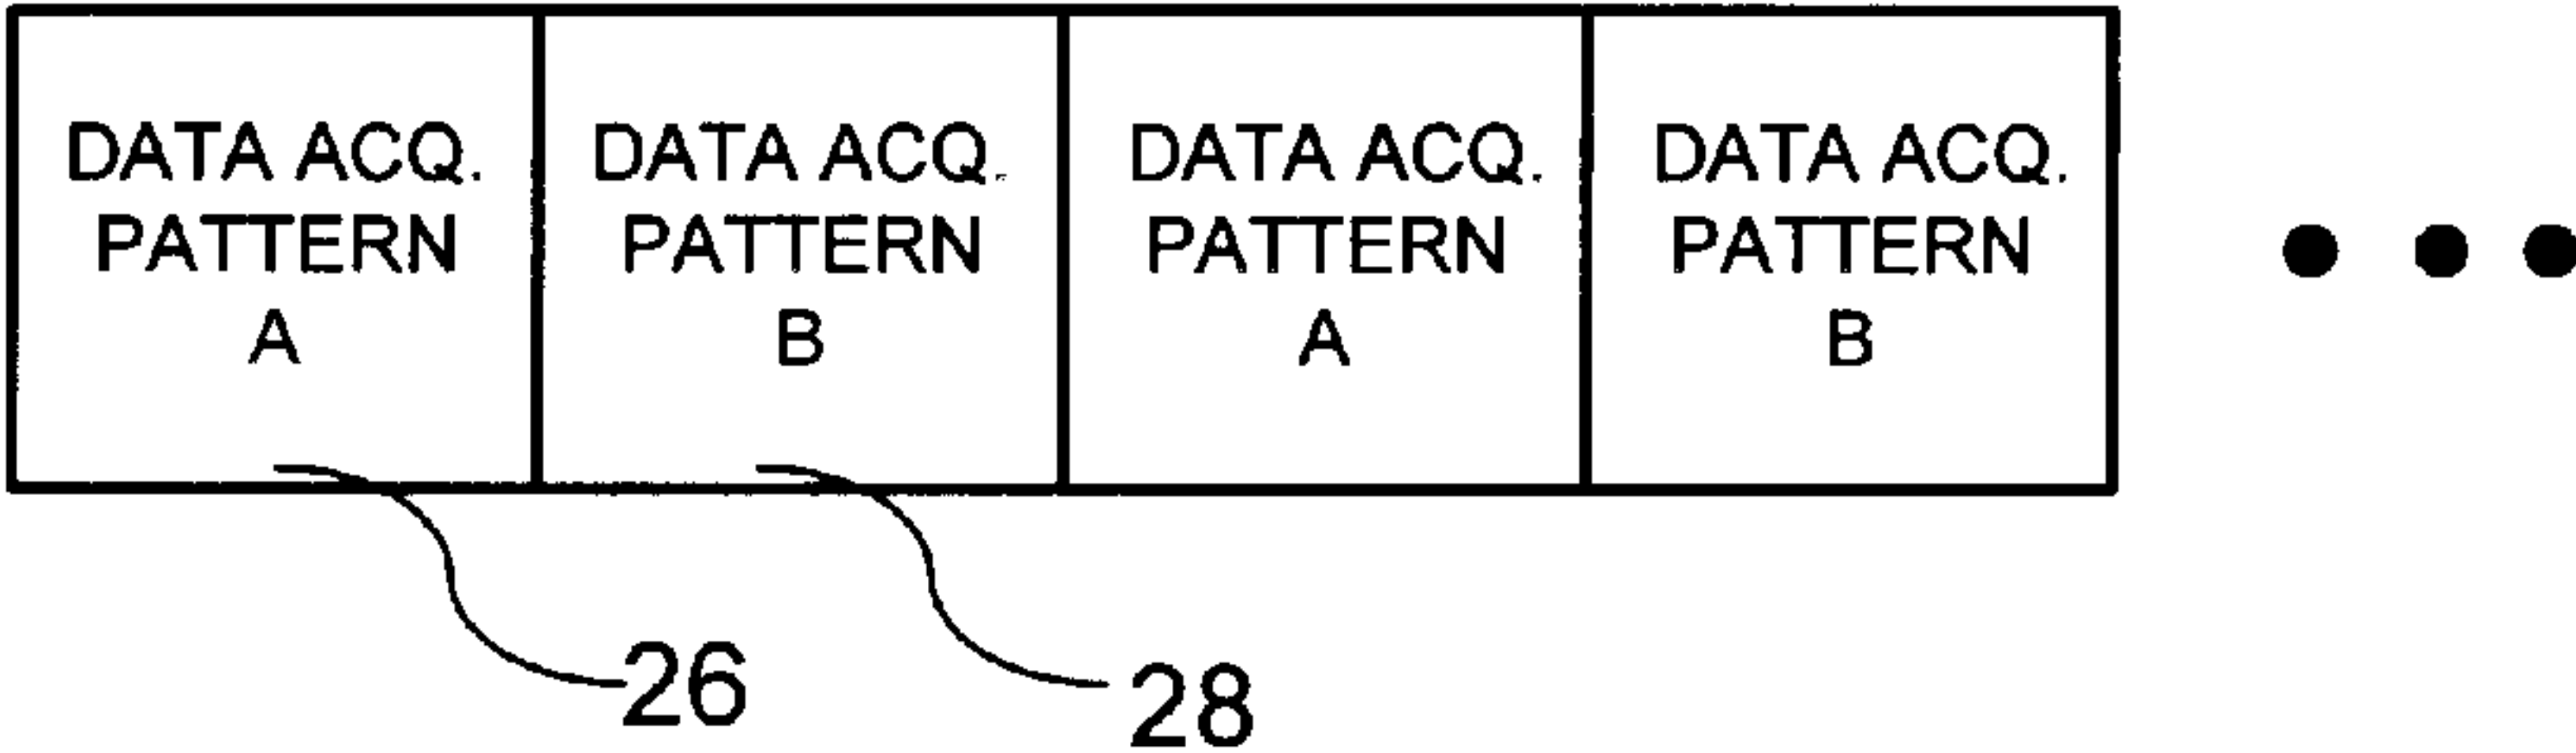 DATA ACQ.
PATTERN
A
DATA ACQ.
PATTERN
B
DATA ACQ.
PATTERN
A
DATA ACQ.
PATTERN
B
26
28